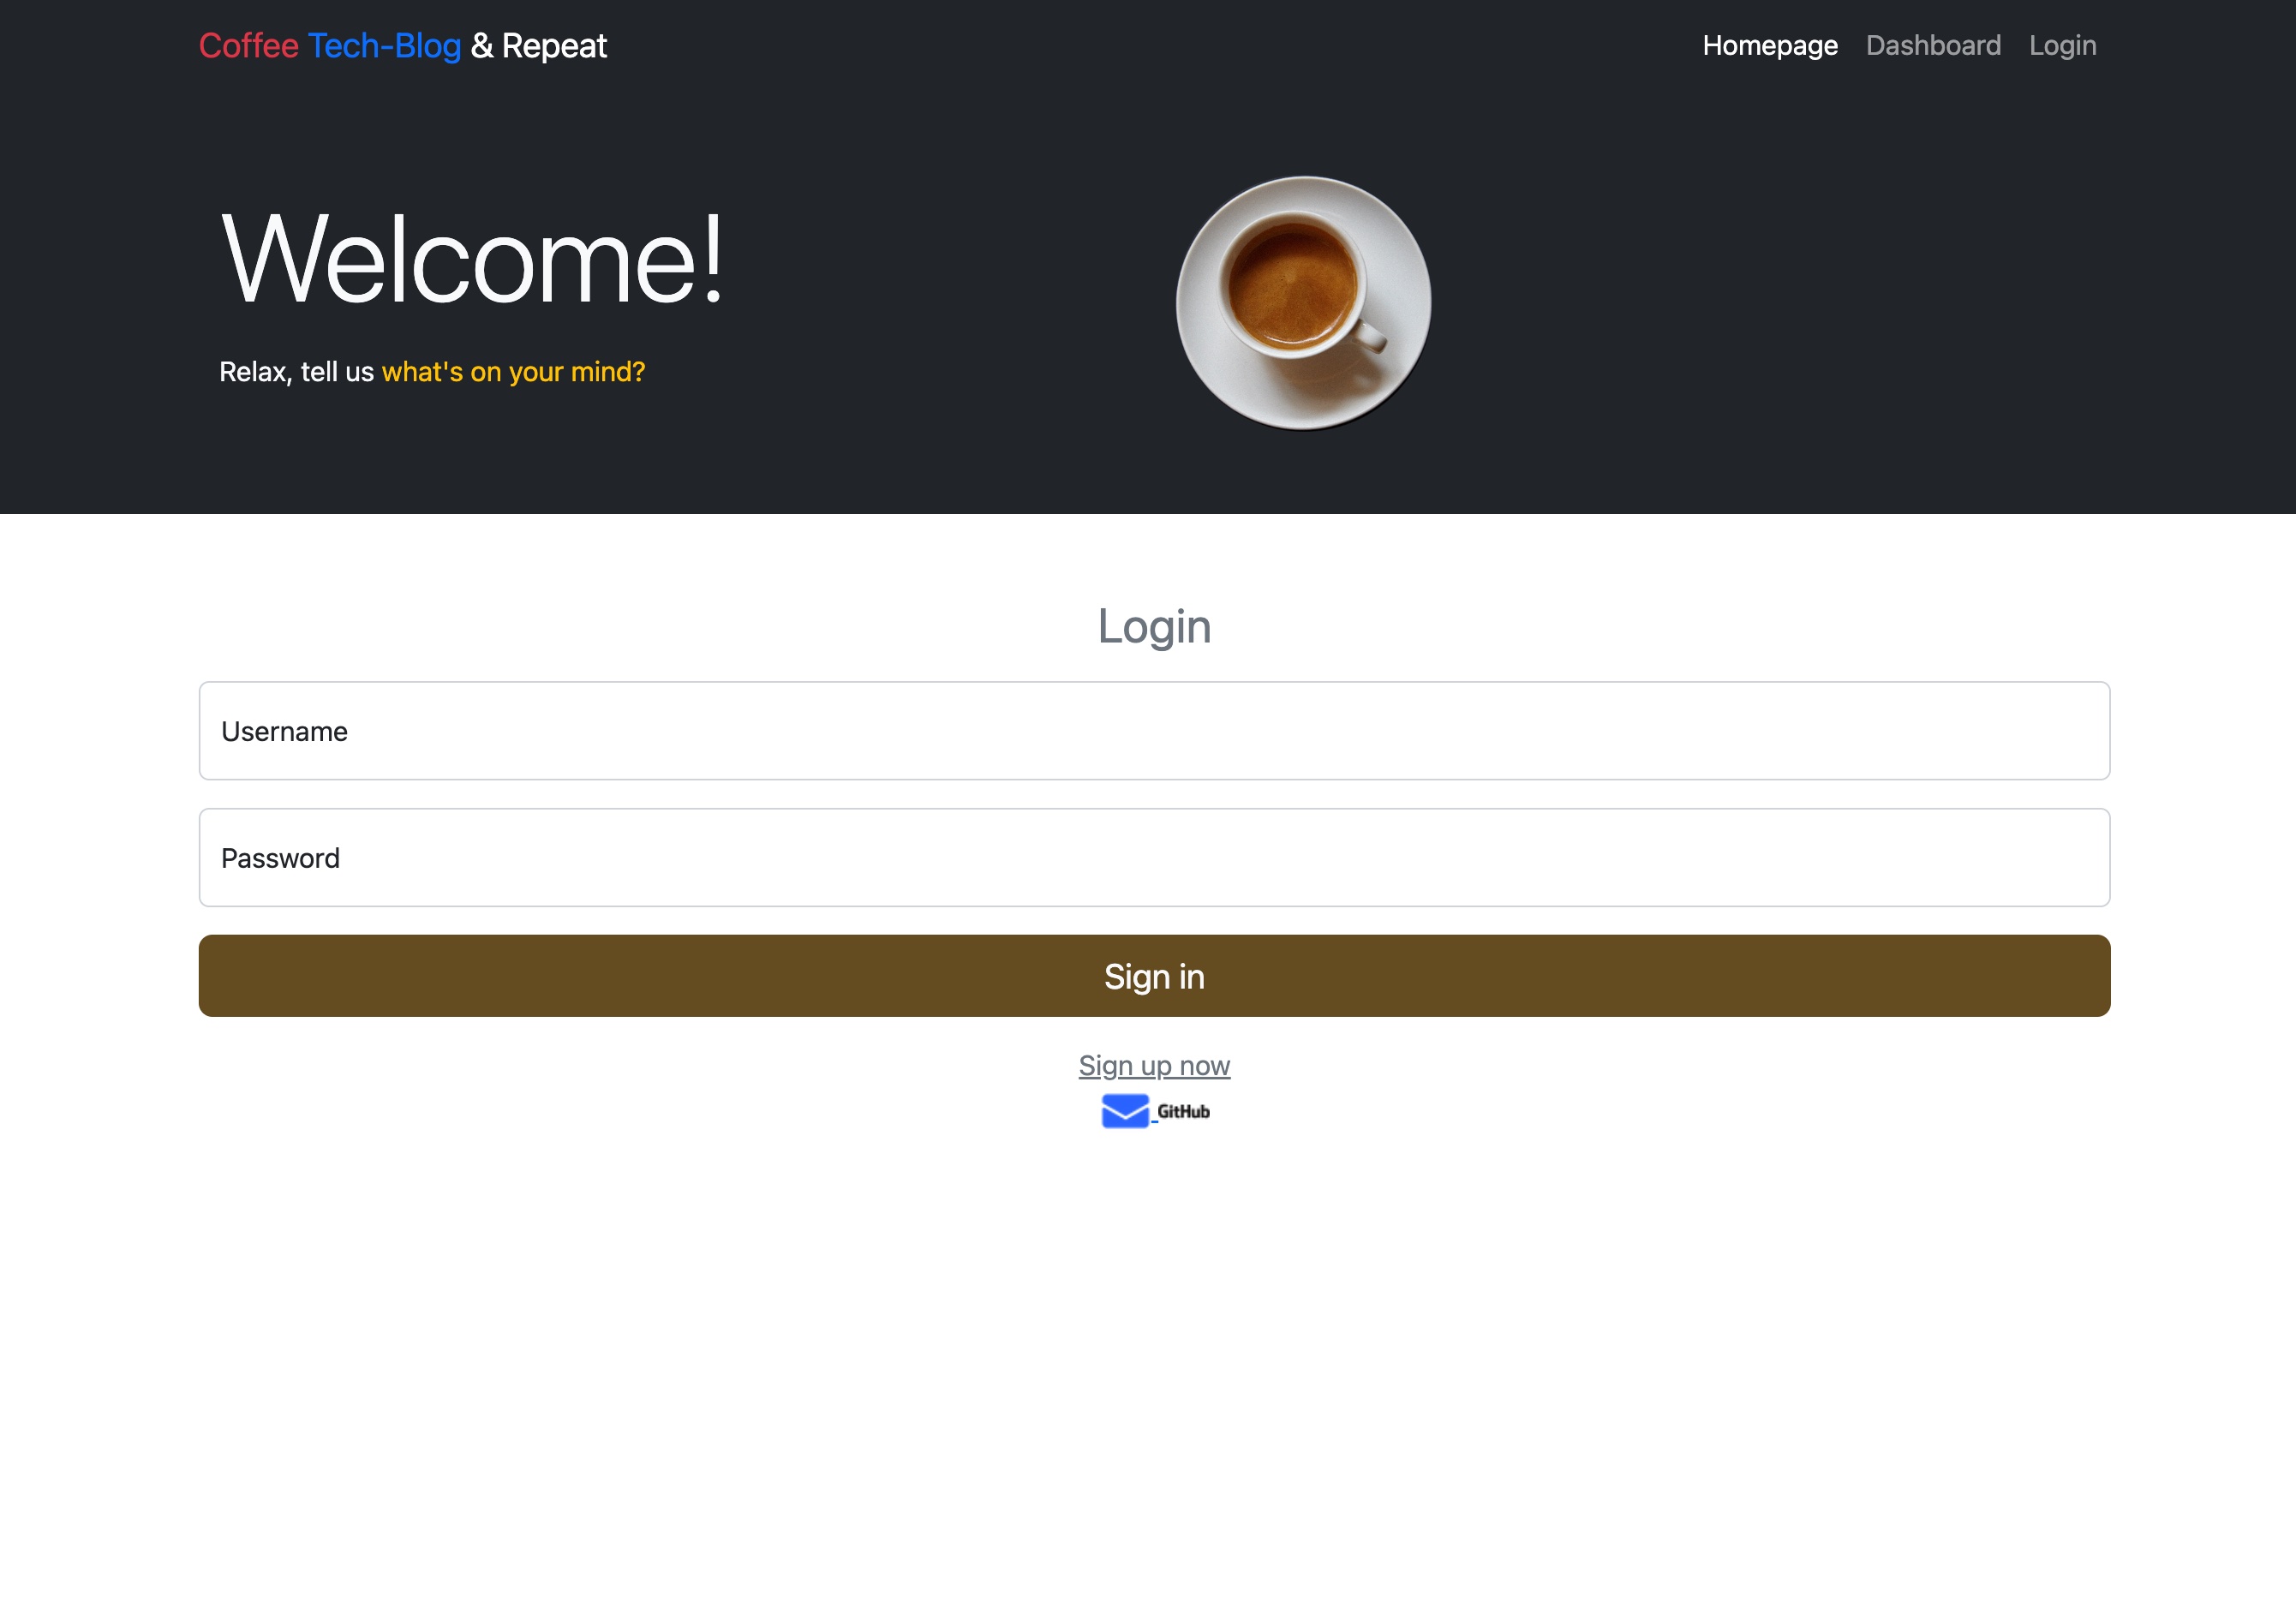 Coffee Tech-Blog & Repeat
Homepage Dashboard Login
Welcome!
Relax, tell us what's on your mind?
Login
Username
Password
Sign in
Sign up now
GitHub